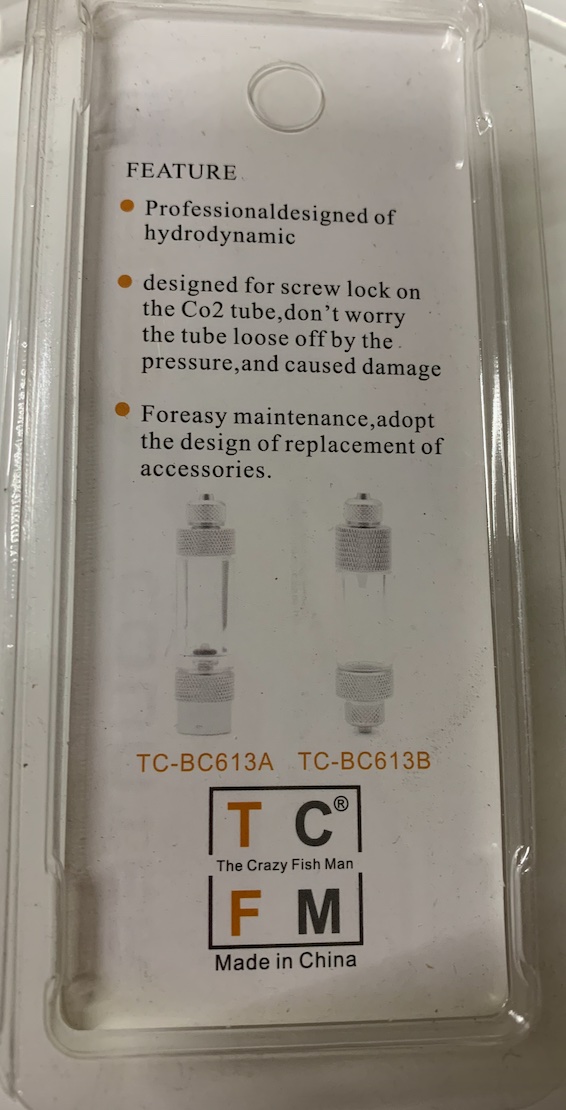 FEATURE
Professionaldesigned of
hydrodynamic
designed for screw lock on
the Co2 tube,don't worry
the tube loose off by the
pressure,and caused damage
Foreasy maintenance,adopt
the design of replacement of
accessories.
TC-BC613A TC-BC613B
T C®
The Crazy Fish Man
F M
Made in China